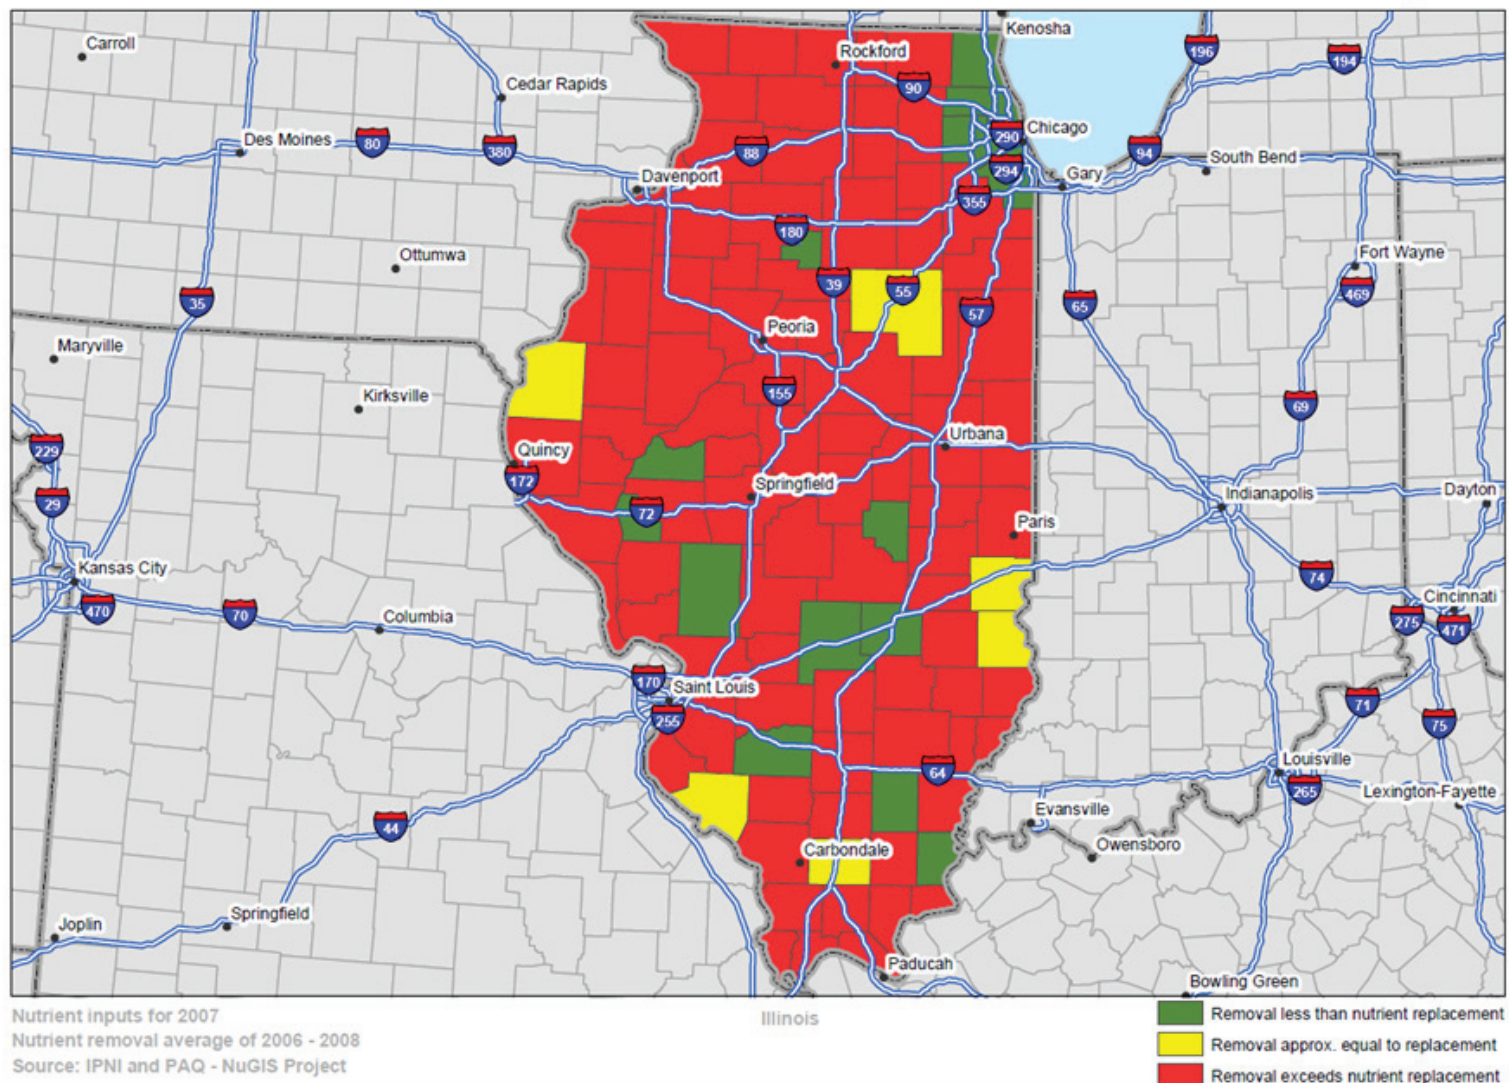 Kenosha
Carroll
Rockford
196
194
Cedar Rapids
90
Des Moines
80
380
88
290
Chicago
294
94
South Bend
Davenport
Gary
355
180
Ottumwa
Fort Wayne
35
39
55
57
65
469
Peoria
Maryville
Kirksville
155
69
229
Quincy
172
Urbana
29
72
Springfield
Indianapolis
Dayton
Paris
Kansas City
470
70
Columbia
74
Cincinnati
275
471
170
Saint Louis
255
71
75
64
Louisville
265
Lexington-Fayette
44
Evansville
Owensboro
Carbondale
Springfield
Joplin
Paducah
Bowling Green
Nutrient inputs for 2007
Nutrient removal average of 2006 - 2008
Source: IPNI and PAQ - NuGIS Project
Illinois
Removal less than nutrient replacement
Removal approx. equal to replacement
Removal exceeds nutrient replacement